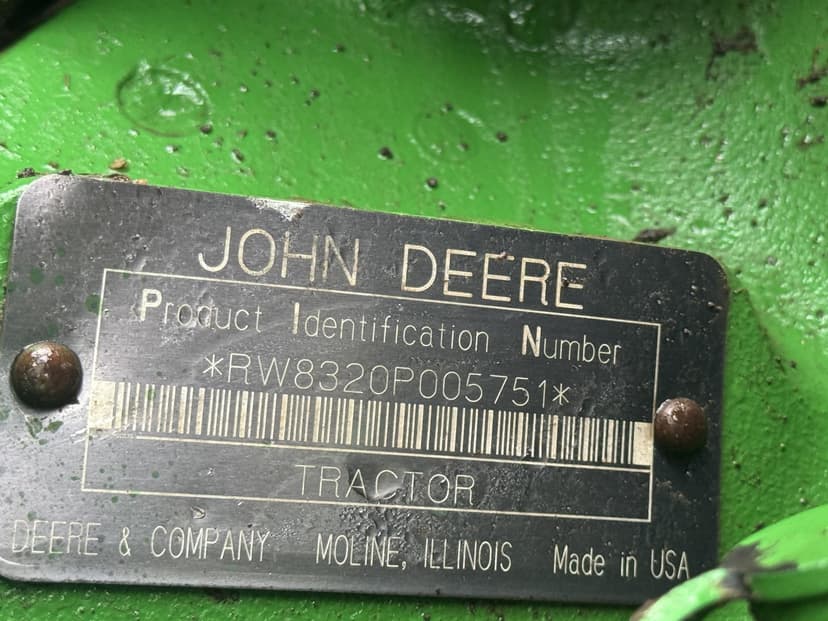 JOHN DEERE
Product Identification Number
*RW8320P005751*
TRACTOR
DEERE & COMPANY MOLINE, ILLINOIS Made in USA